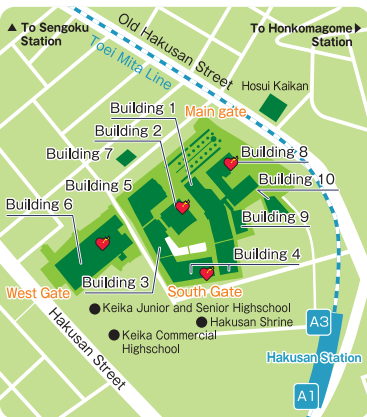 ▲ To Sengoku
Station
To Honkomagome▶
Station
Old Hakusan Street
Toei Mita Line
Hosui Kaikan
Building 1
Main gate
Building 2
Building 7
Building 8
Building 5
Building 10
Building 6
Building 9
Building 4
Building 3
West Gate
South Gate
Keika Junior and Senior Highschool
Hakusan Shrine
Keika Commercial
Highschool
Hakusan Street
A3
Hakusan Station
A1